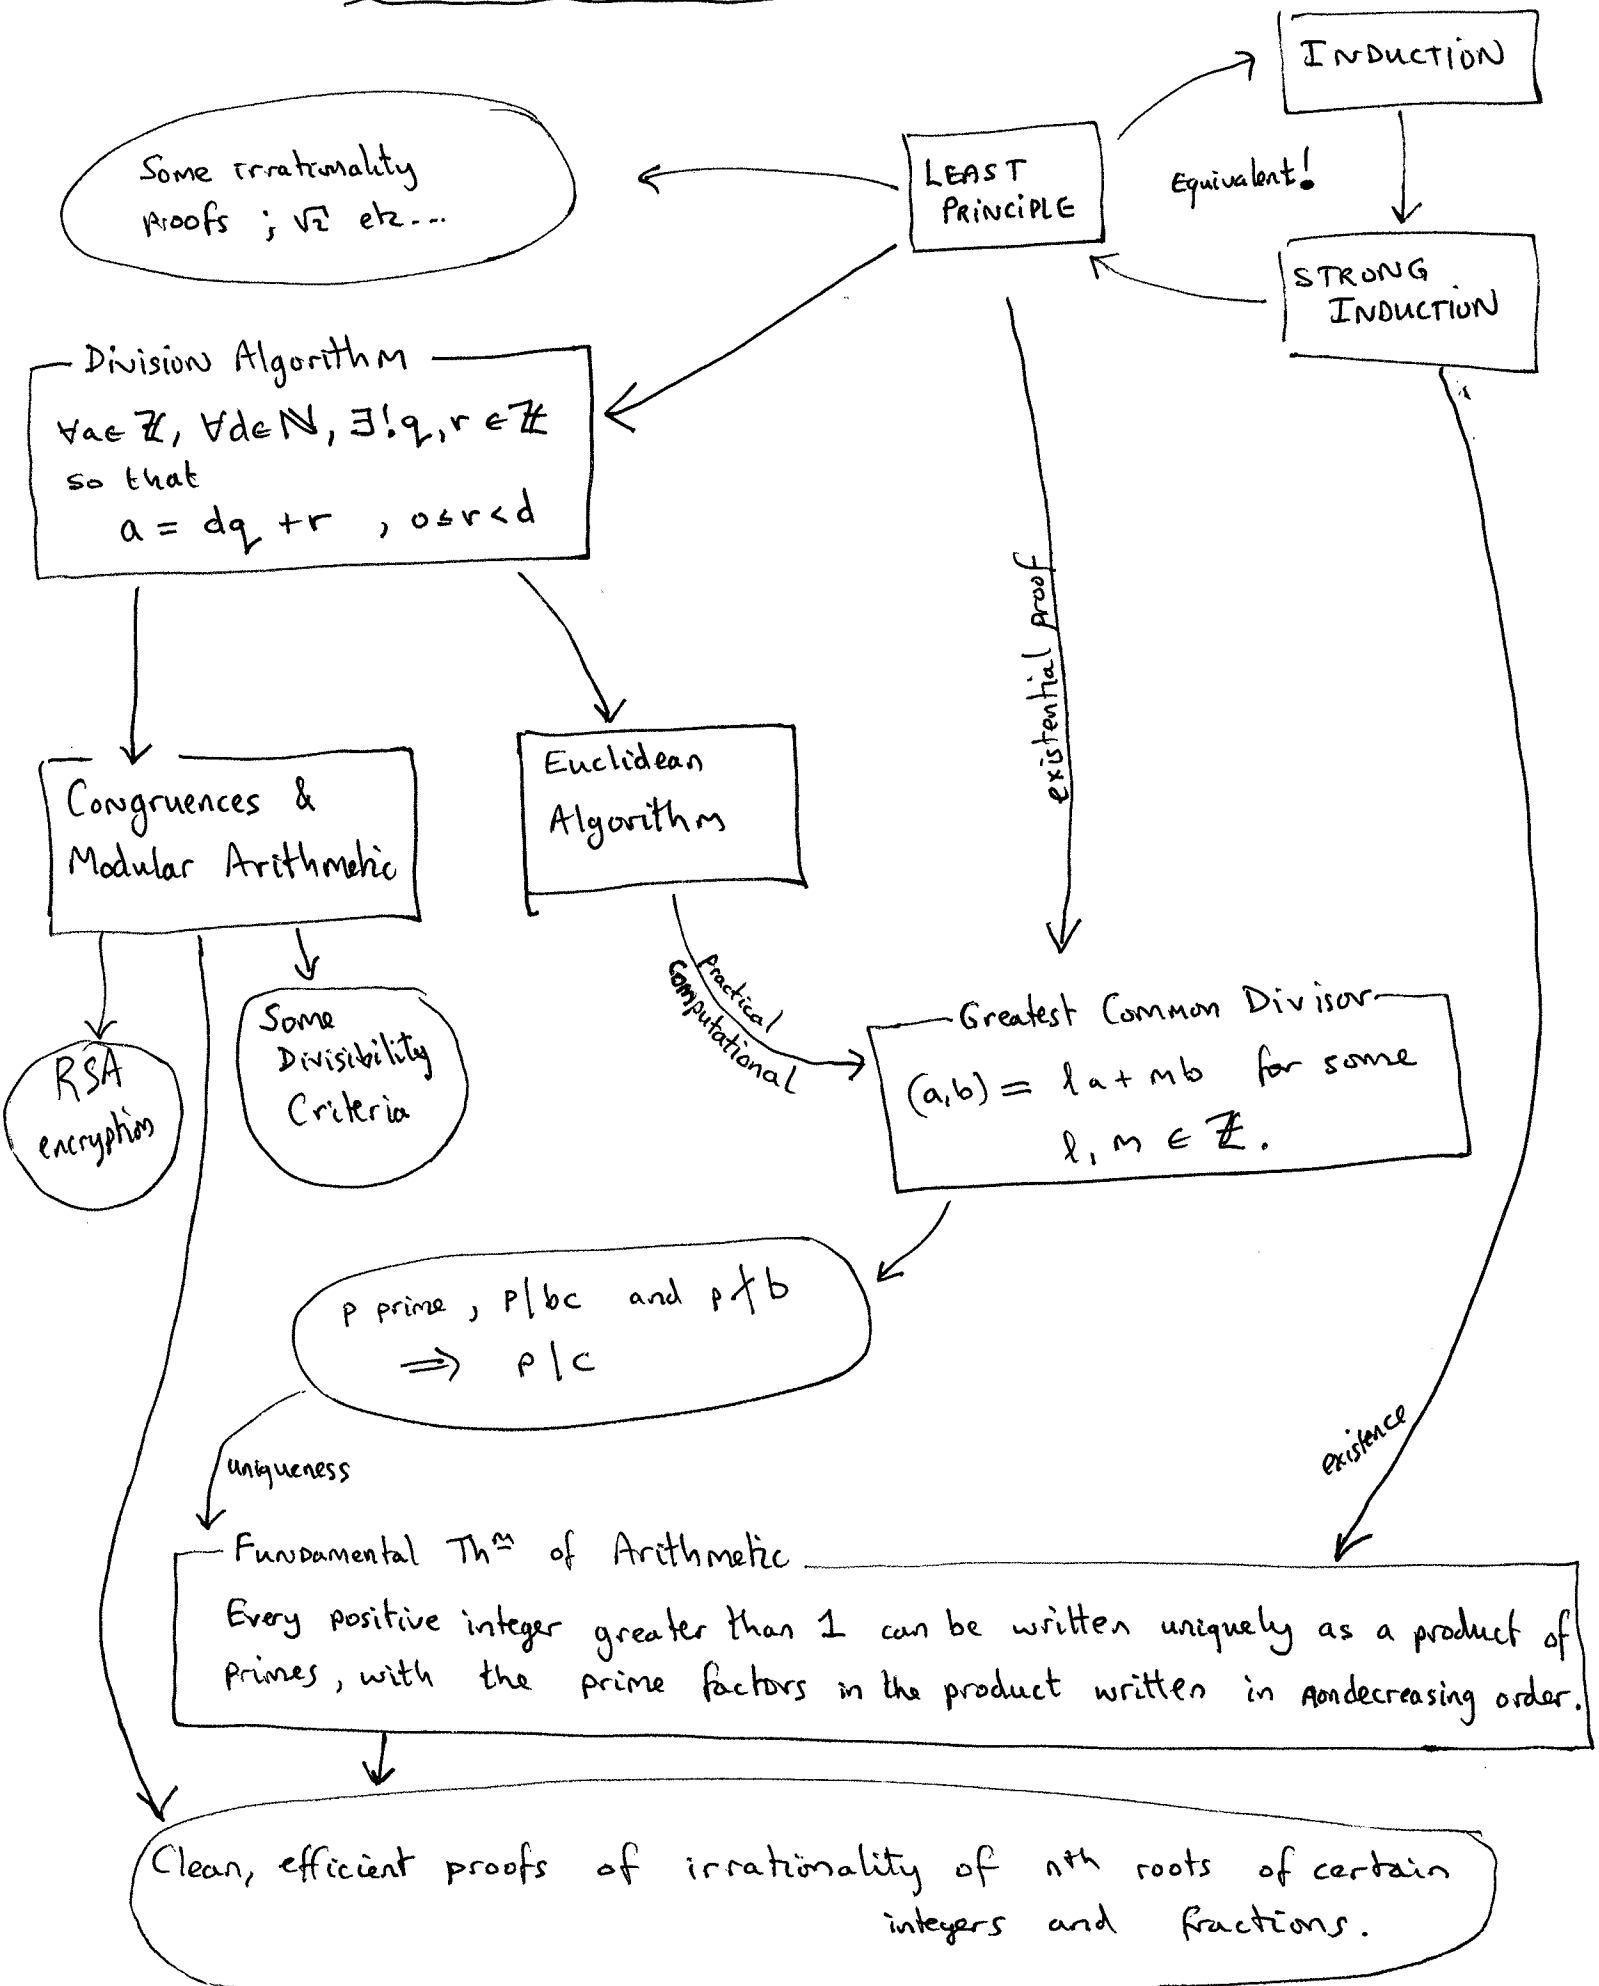 INDUCTION
LEAST
PRINCIPLE
Equivalent!
STRONG
INDUCTION
Some irrationality
proofs ; √2 etc...
Division Algorithm
∀a∈ℤ, ∀d∈ℕ, ∃!q,r ∈ℤ
so that
a = dq +r , 0≤r<d
existential proof
Congruences &
Modular Arithmetic
Euclidean
Algorithm
Practical
Computational
RSA
encryption
Some
Divisibility
Criteria
Greatest Common Divisor
(a,b) = la + mb for some
l, m ∈ ℤ.
p prime, p|bc and p∤b
⟹ p|c
uniqueness
existence
Fundamental Thm of Arithmetic
Every positive integer greater than 1 can be written uniquely as a product of
primes, with the prime factors in the product written in nondecreasing order.
Clean, efficient proofs of irrationality of nth roots of certain
integers and fractions.